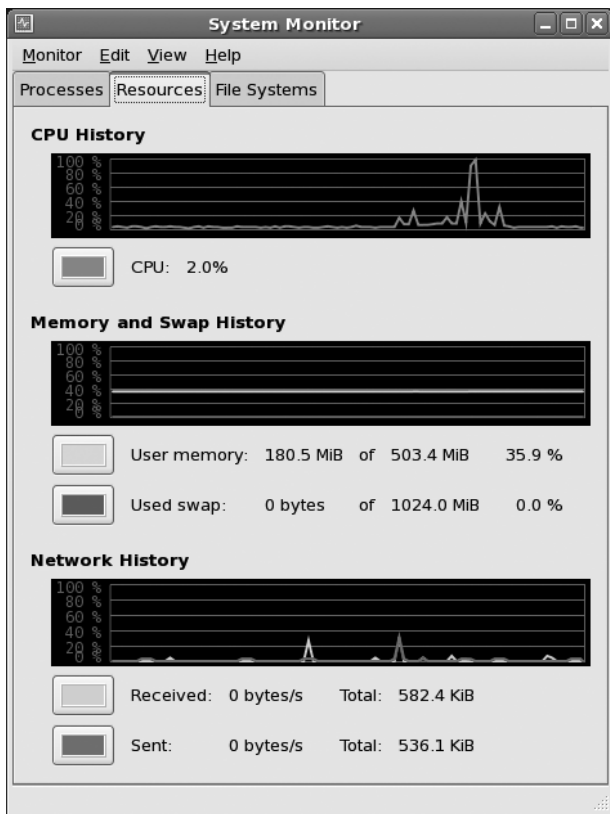 System Monitor
Monitor Edit View Help
Processes Resources File Systems
CPU History
100 %
80 %
60 %
40 %
20 %
0 %
CPU: 2.0%
Memory and Swap History
100 %
80 %
60 %
40 %
20 %
0 %
User memory: 180.5 MiB of 503.4 MiB 35.9 %
Used swap: 0 bytes of 1024.0 MiB 0.0 %
Network History
100 %
80 %
60 %
40 %
20 %
0 %
Received: 0 bytes/s Total: 582.4 KiB
Sent: 0 bytes/s Total: 536.1 KiB